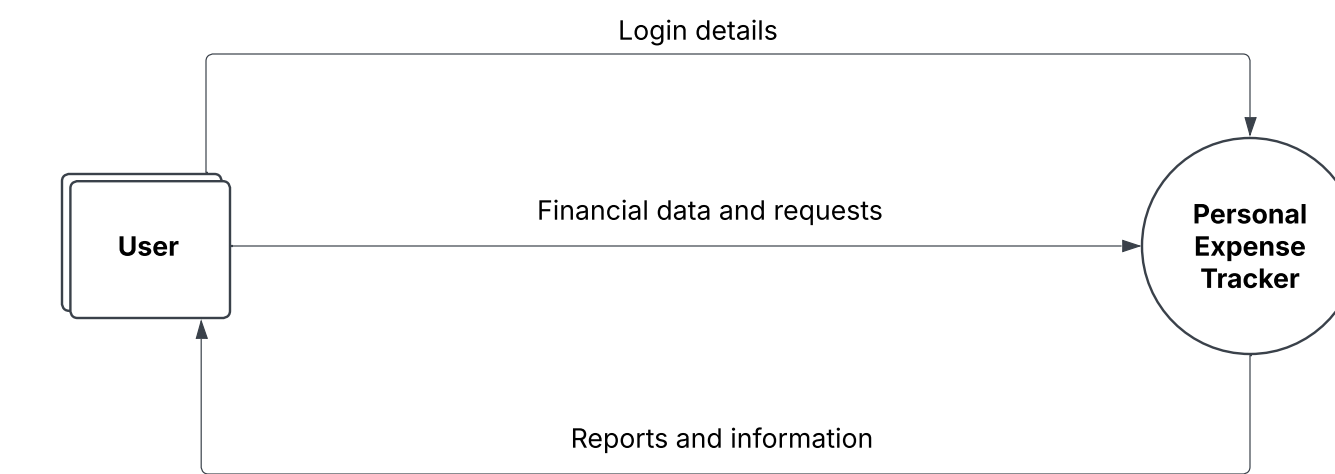 Login details
Financial data and requests
User
Personal
Expense
Tracker
Reports and information